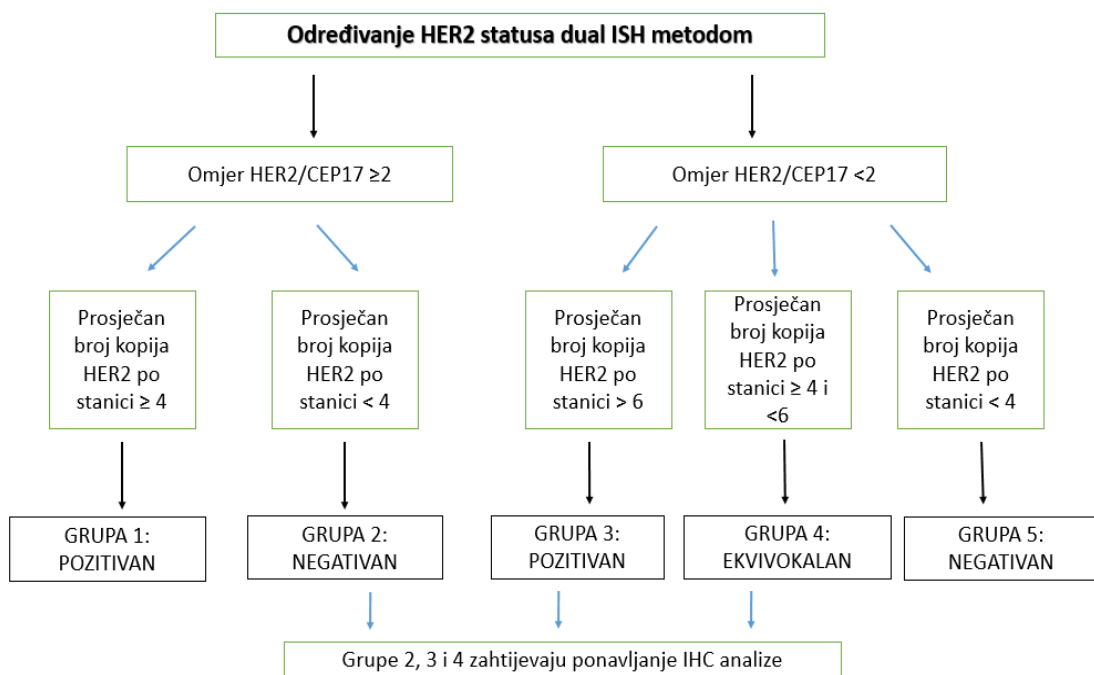 Određivanje HER2 statusa dual ISH metodom
Omjer HER2/CEP17 ≥2
Omjer HER2/CEP17 <2
Prosječan
broj kopija
HER2 po
stanici ≥ 4
Prosječan
broj kopija
HER2 po
stanici < 4
Prosječan
broj kopija
HER2 po
stanici > 6
Prosječan
broj kopija
HER2 po
stanici ≥ 4 i
<6
Prosječan
broj kopija
HER2 po
stanici < 4
GRUPA 1:
POZITIVAN
GRUPA 2:
NEGATIVAN
GRUPA 3:
POZITIVAN
GRUPA 4:
EKVIVOKALAN
GRUPA 5:
NEGATIVAN
Grupe 2, 3 i 4 zahtijevaju ponavljanje IHC analize